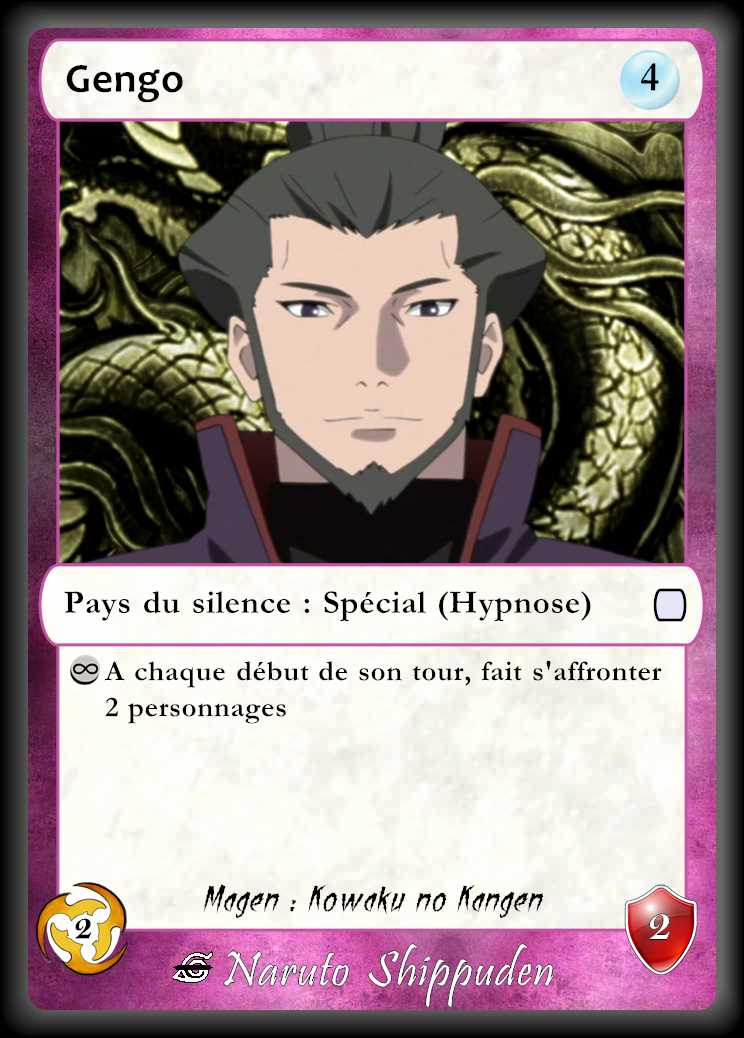 Gengo
4
Pays du silence : Spécial (Hypnose)
∞ A chaque début de son tour, fait s'affronter
2 personnages
Magen : Kowaku no Kangen
2
2
Naruto Shippuden